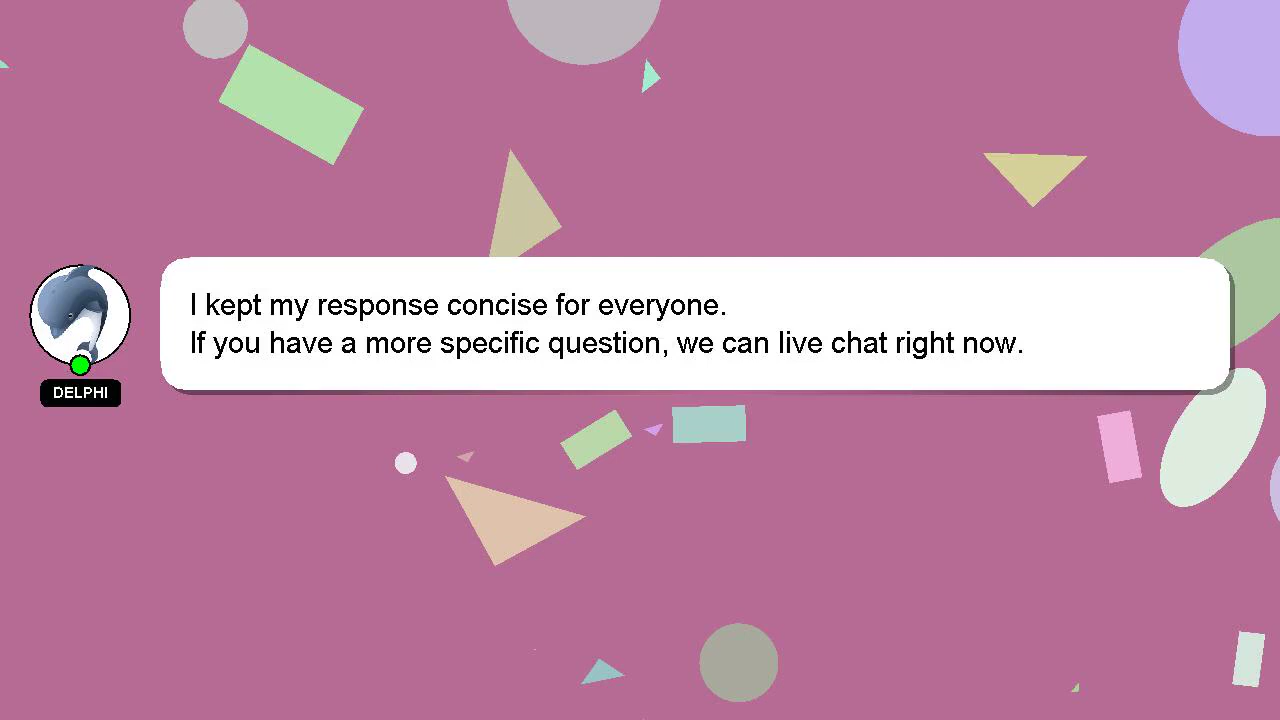 I kept my response concise for everyone.
If you have a more specific question, we can live chat right now.
DELPHI